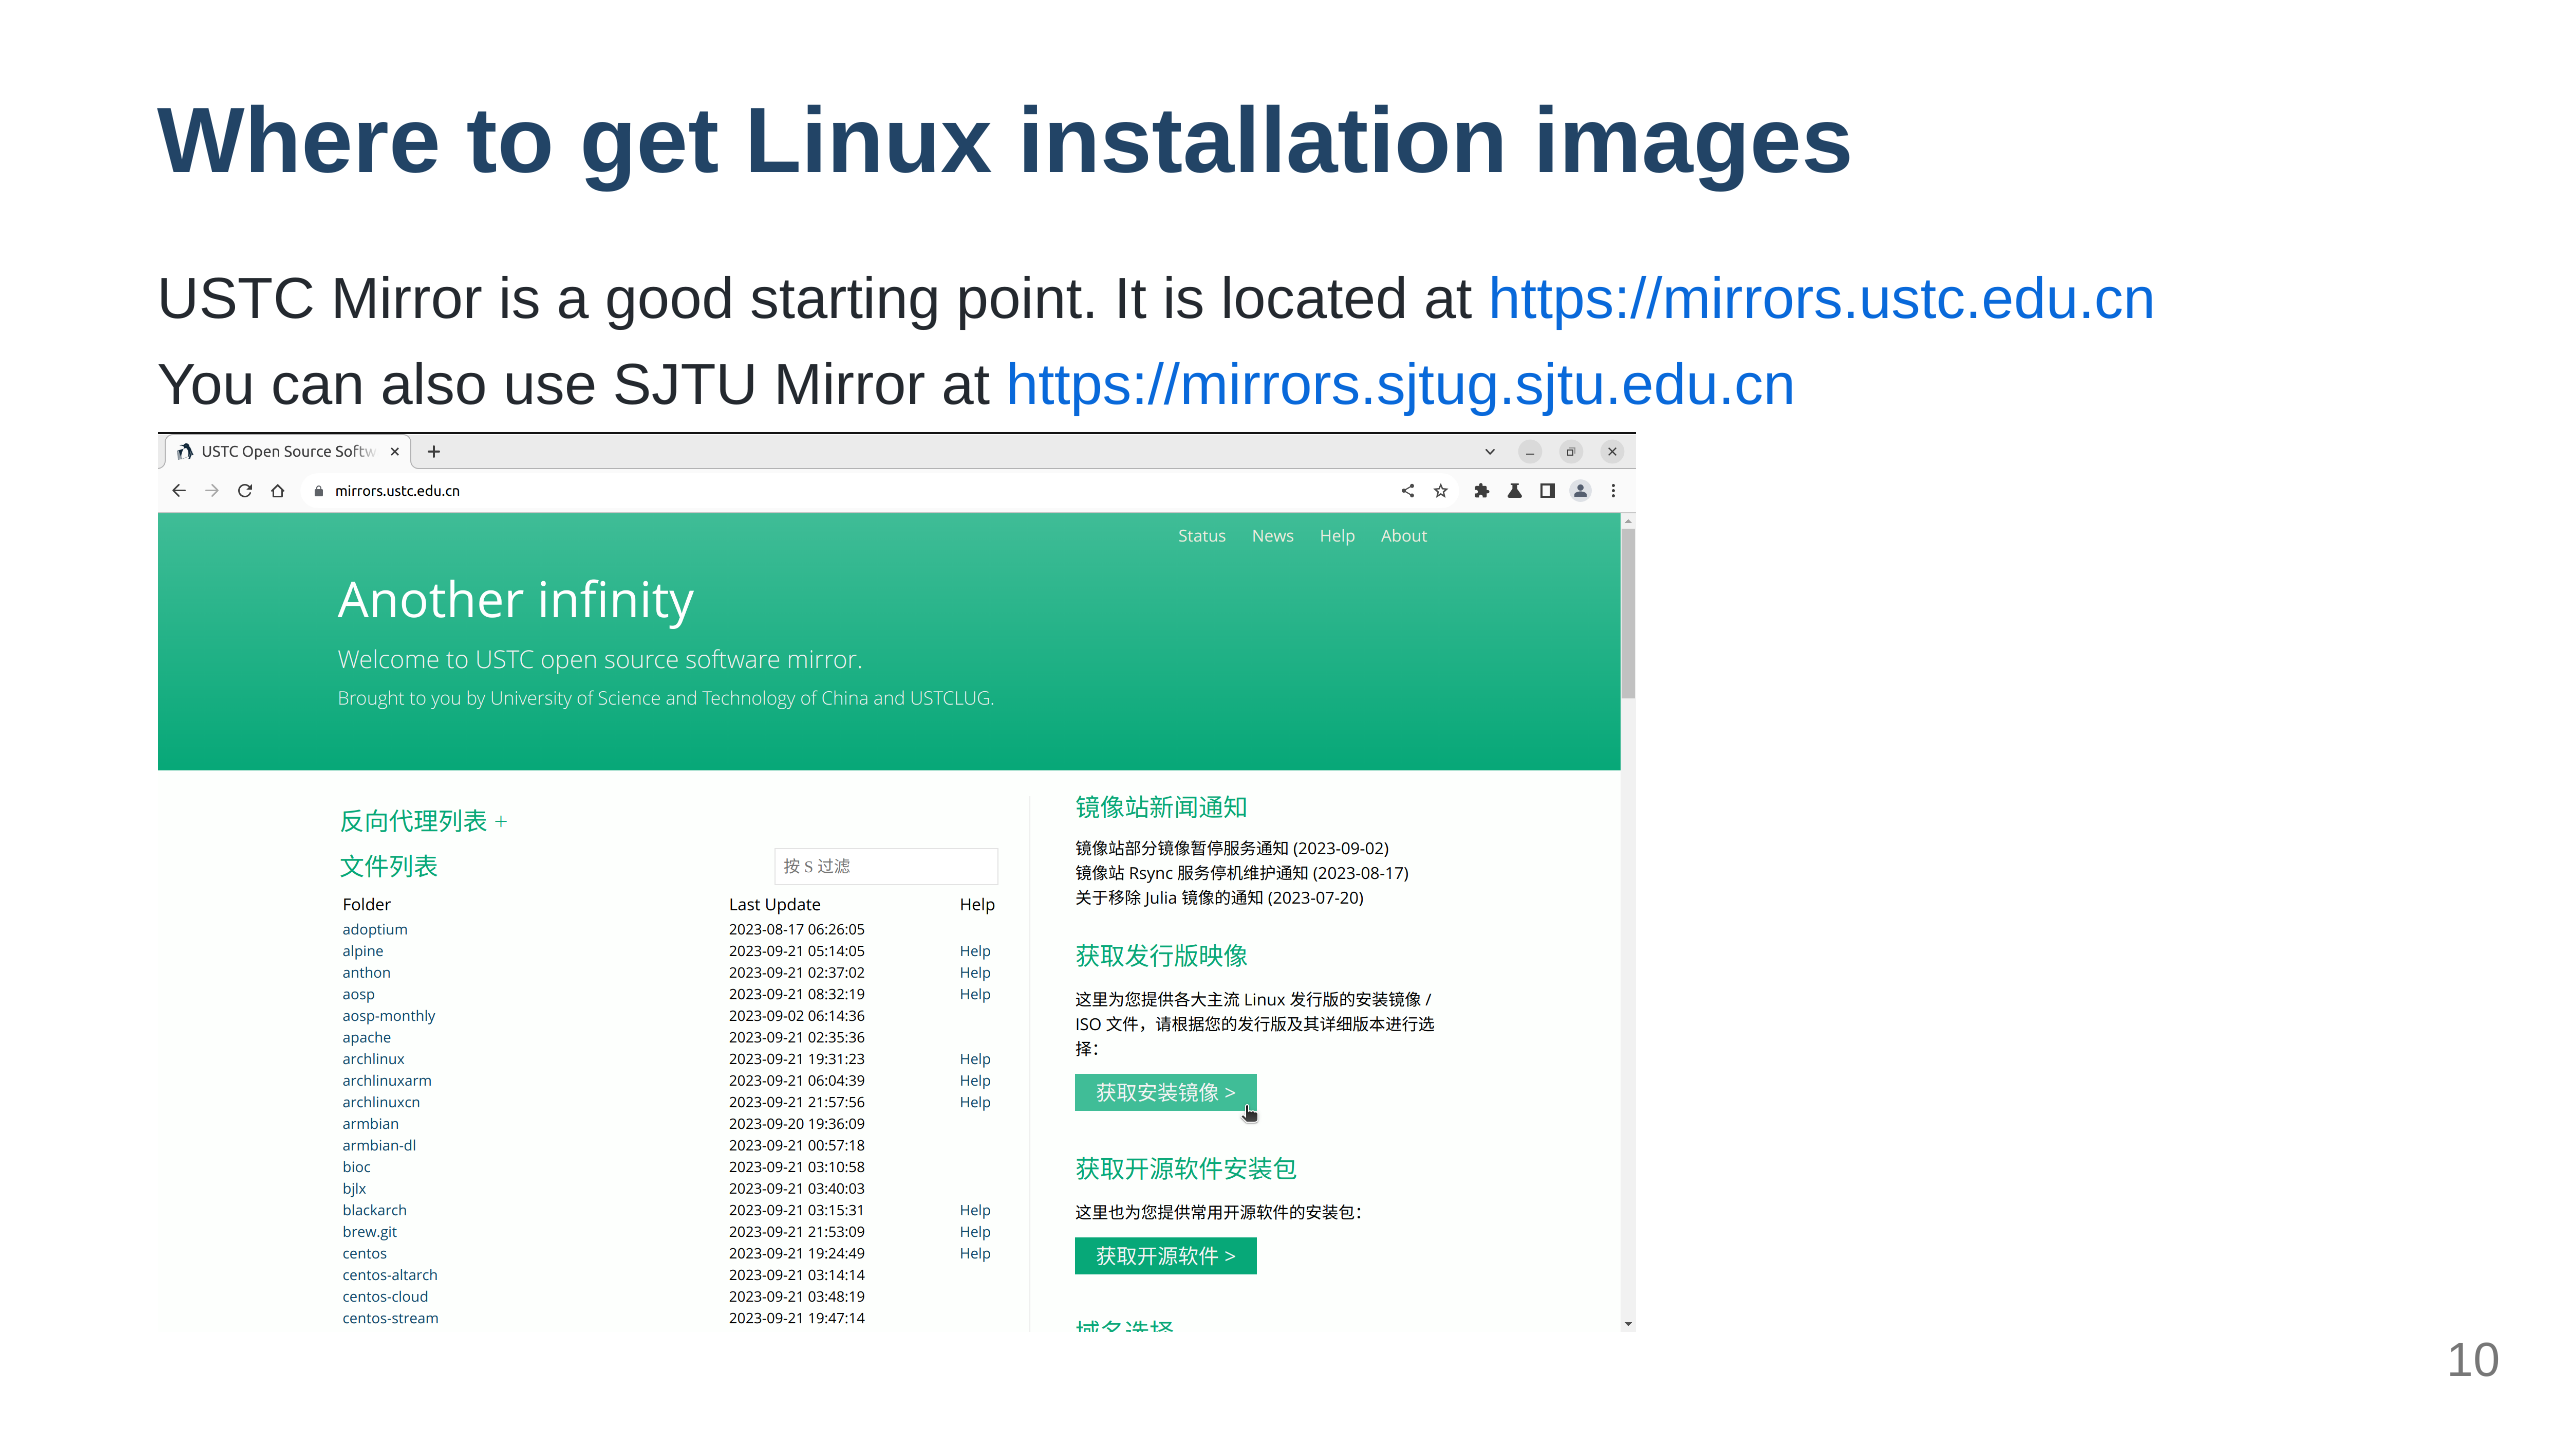 Where to get Linux installation images
USTC Mirror is a good starting point. It is located at https://mirrors.ustc.edu.cn
You can also use SJTU Mirror at https://mirrors.sjtug.sjtu.edu.cn
USTC Open Source Softw
mirrors.ustc.edu.cn
Status News Help About
Another infinity
Welcome to USTC open source software mirror.
Brought to you by University of Science and Technology of China and USTCLUG.
反向代理列表 +
文件列表
按 S 过滤
Folder Last Update Help
adoptium 2023-08-17 06:26:05
alpine 2023-09-21 05:14:05 Help
anthon 2023-09-21 02:37:02 Help
aosp 2023-09-21 08:32:19 Help
aosp-monthly 2023-09-02 06:14:36
apache 2023-09-21 02:35:36
archlinux 2023-09-21 19:31:23 Help
archlinuxarm 2023-09-21 06:04:39 Help
archlinuxcn 2023-09-21 21:57:56 Help
armbian 2023-09-20 19:36:09
armbian-dl 2023-09-21 00:57:18
bioc 2023-09-21 03:10:58
bjlx 2023-09-21 03:40:03
blackarch 2023-09-21 03:15:31 Help
brew.git 2023-09-21 21:53:09 Help
centos 2023-09-21 19:24:49 Help
centos-altarch 2023-09-21 03:14:14
centos-cloud 2023-09-21 03:48:19
centos-stream 2023-09-21 19:47:14
镜像站新闻通知
镜像站部分镜像暂停服务通知 (2023-09-02)
镜像站 Rsync 服务停机维护通知 (2023-08-17)
关于移除 Julia 镜像的通知 (2023-07-20)
获取发行版映像
这里为您提供各大主流 Linux 发行版的安装镜像 /
ISO 文件，请根据您的发行版及其详细版本进行选
择：
获取安装镜像 >
获取开源软件安装包
这里也为您提供常用开源软件的安装包：
获取开源软件 >
域名选择
10